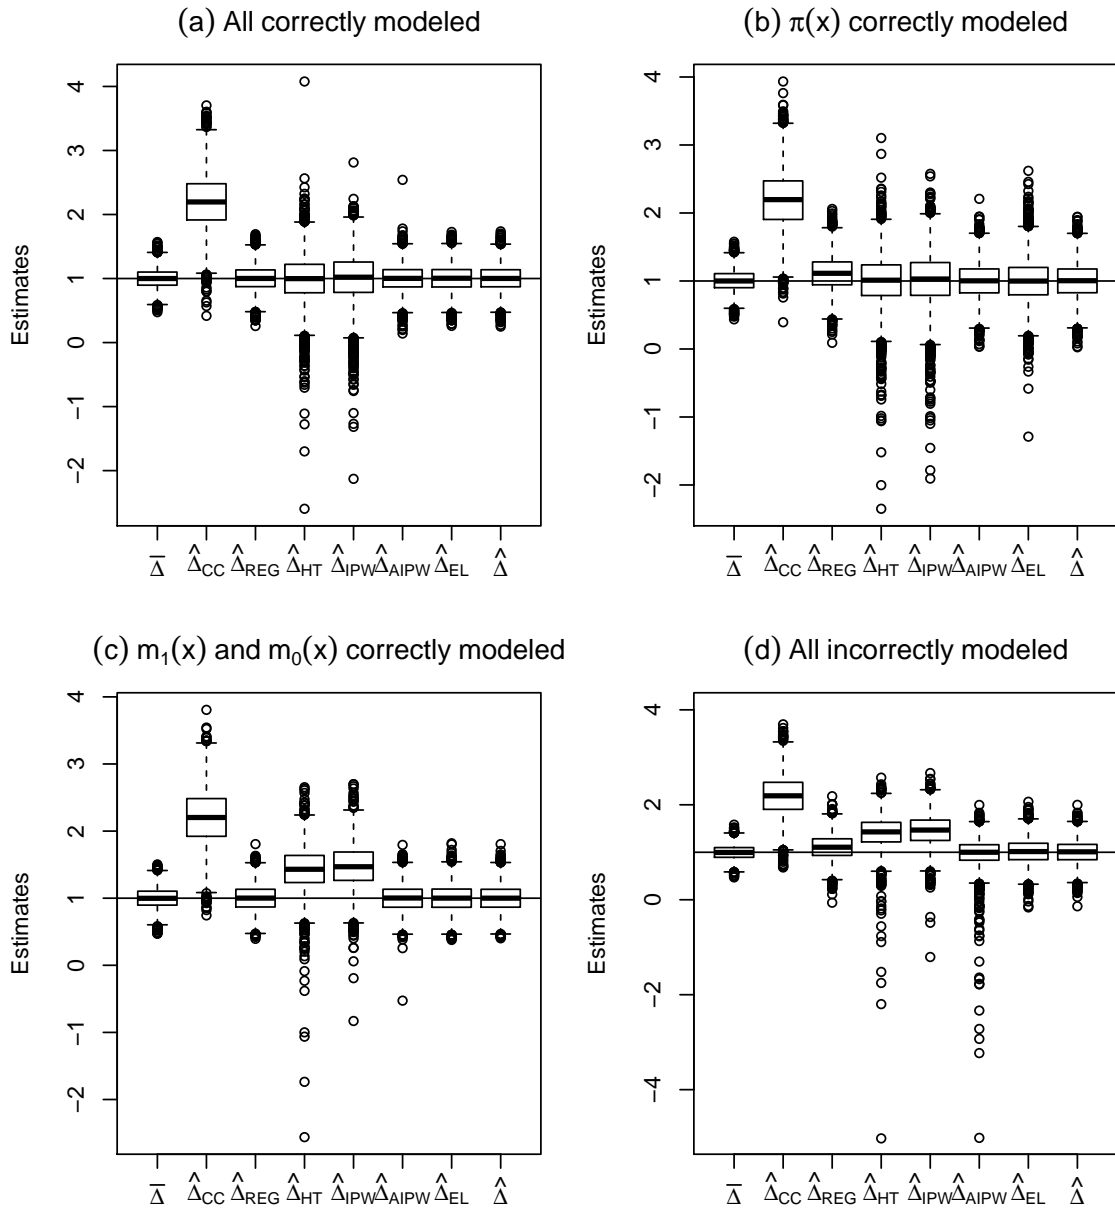 (a) All correctly modeled
Estimates
4
3
2
1
0
−1
−2
Δ̅ Δ̂CC Δ̂REG Δ̂HT Δ̂IPW Δ̂AIPW Δ̂EL Δ̂
(b) π(x) correctly modeled
Estimates
4
3
2
1
0
−1
−2
Δ̅ Δ̂CC Δ̂REG Δ̂HT Δ̂IPW Δ̂AIPW Δ̂EL Δ̂
(c) m₁(x) and m₀(x) correctly modeled
Estimates
4
3
2
1
0
−1
−2
Δ̅ Δ̂CC Δ̂REG Δ̂HT Δ̂IPW Δ̂AIPW Δ̂EL Δ̂
(d) All incorrectly modeled
Estimates
4
2
0
−2
−4
Δ̅ Δ̂CC Δ̂REG Δ̂HT Δ̂IPW Δ̂AIPW Δ̂EL Δ̂